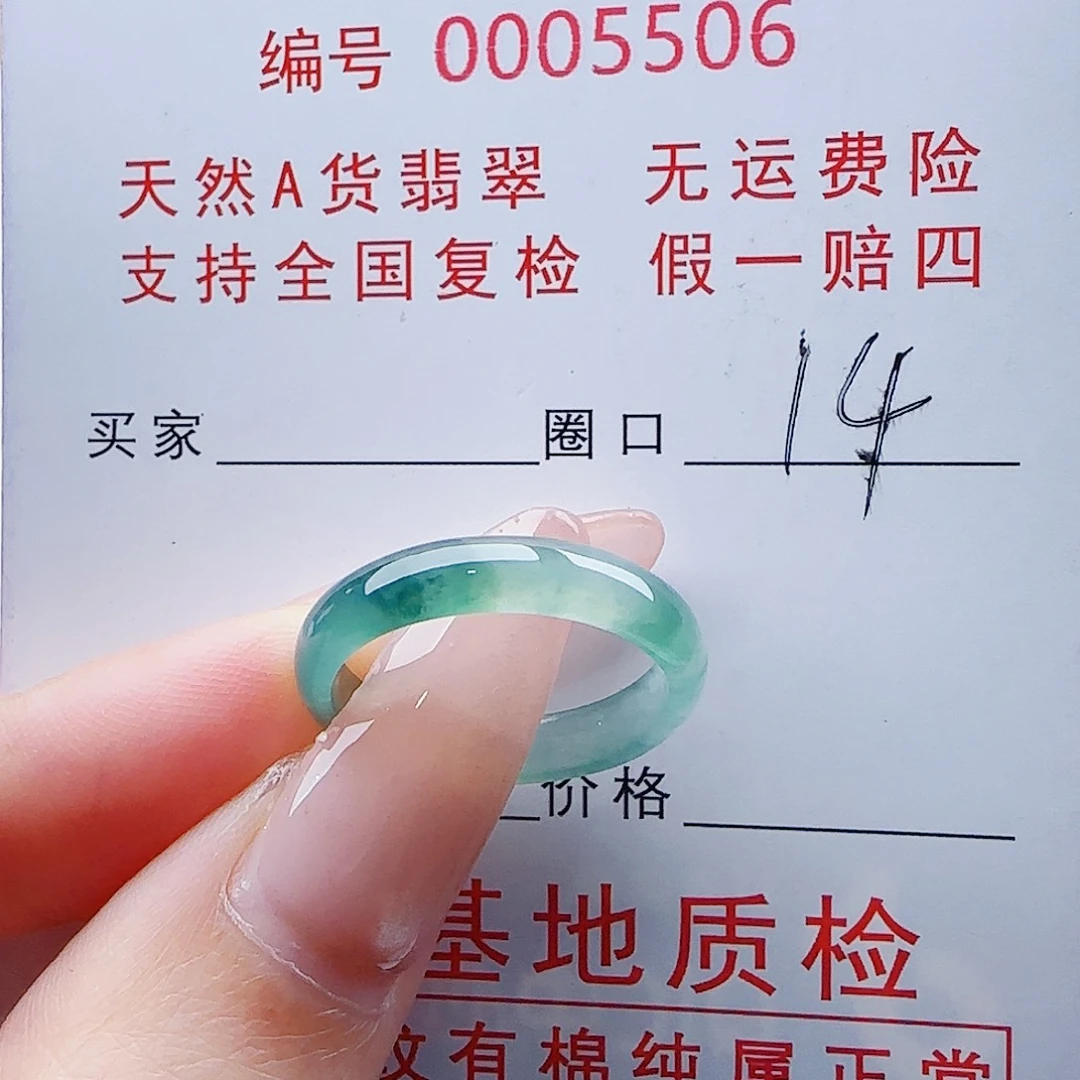 编号 0005506
天然A货翡翠 无运费险
支持全国复检 假一赔四
买家 圈口 14
价格
基地质检
纹有棉纯属正常